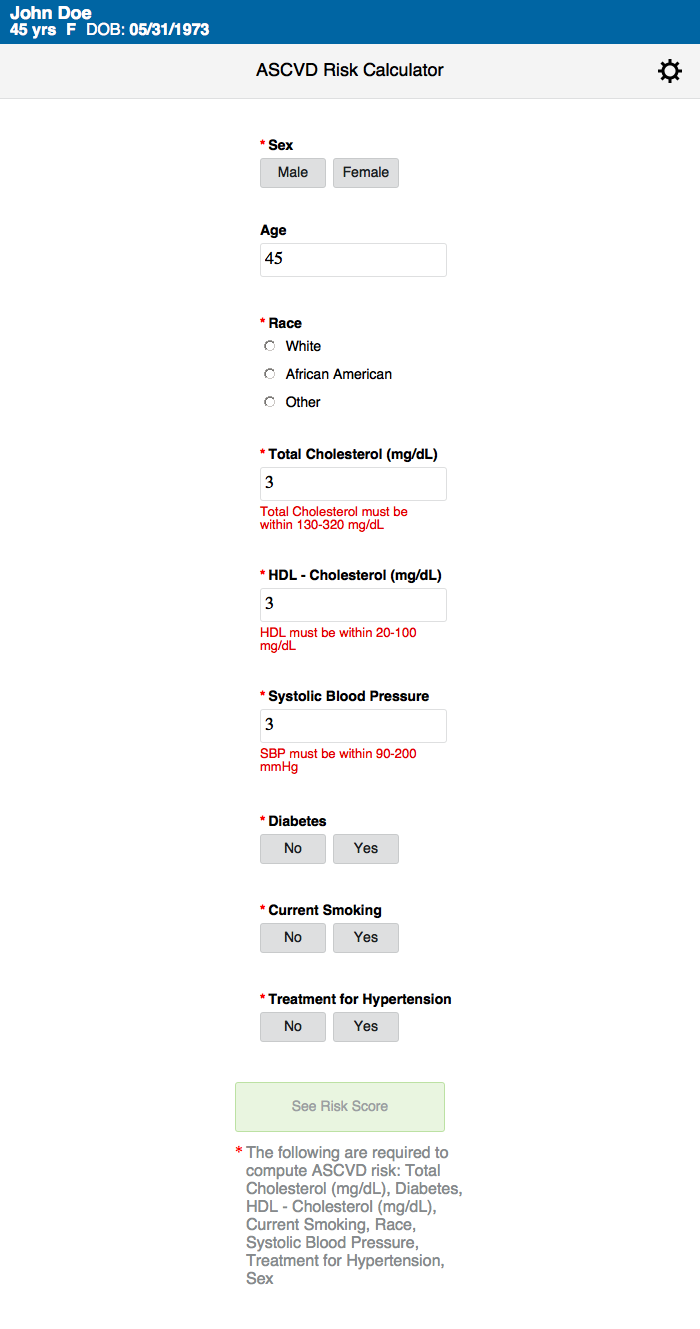 John Doe
45 yrs F DOB: 05/31/1973
ASCVD Risk Calculator
* Sex
Male Female
Age
45
* Race
White
African American
Other
* Total Cholesterol (mg/dL)
3
Total Cholesterol must be
within 130-320 mg/dL
* HDL - Cholesterol (mg/dL)
3
HDL must be within 20-100
mg/dL
* Systolic Blood Pressure
3
SBP must be within 90-200
mmHg
* Diabetes
No Yes
* Current Smoking
No Yes
* Treatment for Hypertension
No Yes
See Risk Score
* The following are required to
compute ASCVD risk: Total
Cholesterol (mg/dL), Diabetes,
HDL - Cholesterol (mg/dL),
Current Smoking, Race,
Systolic Blood Pressure,
Treatment for Hypertension,
Sex